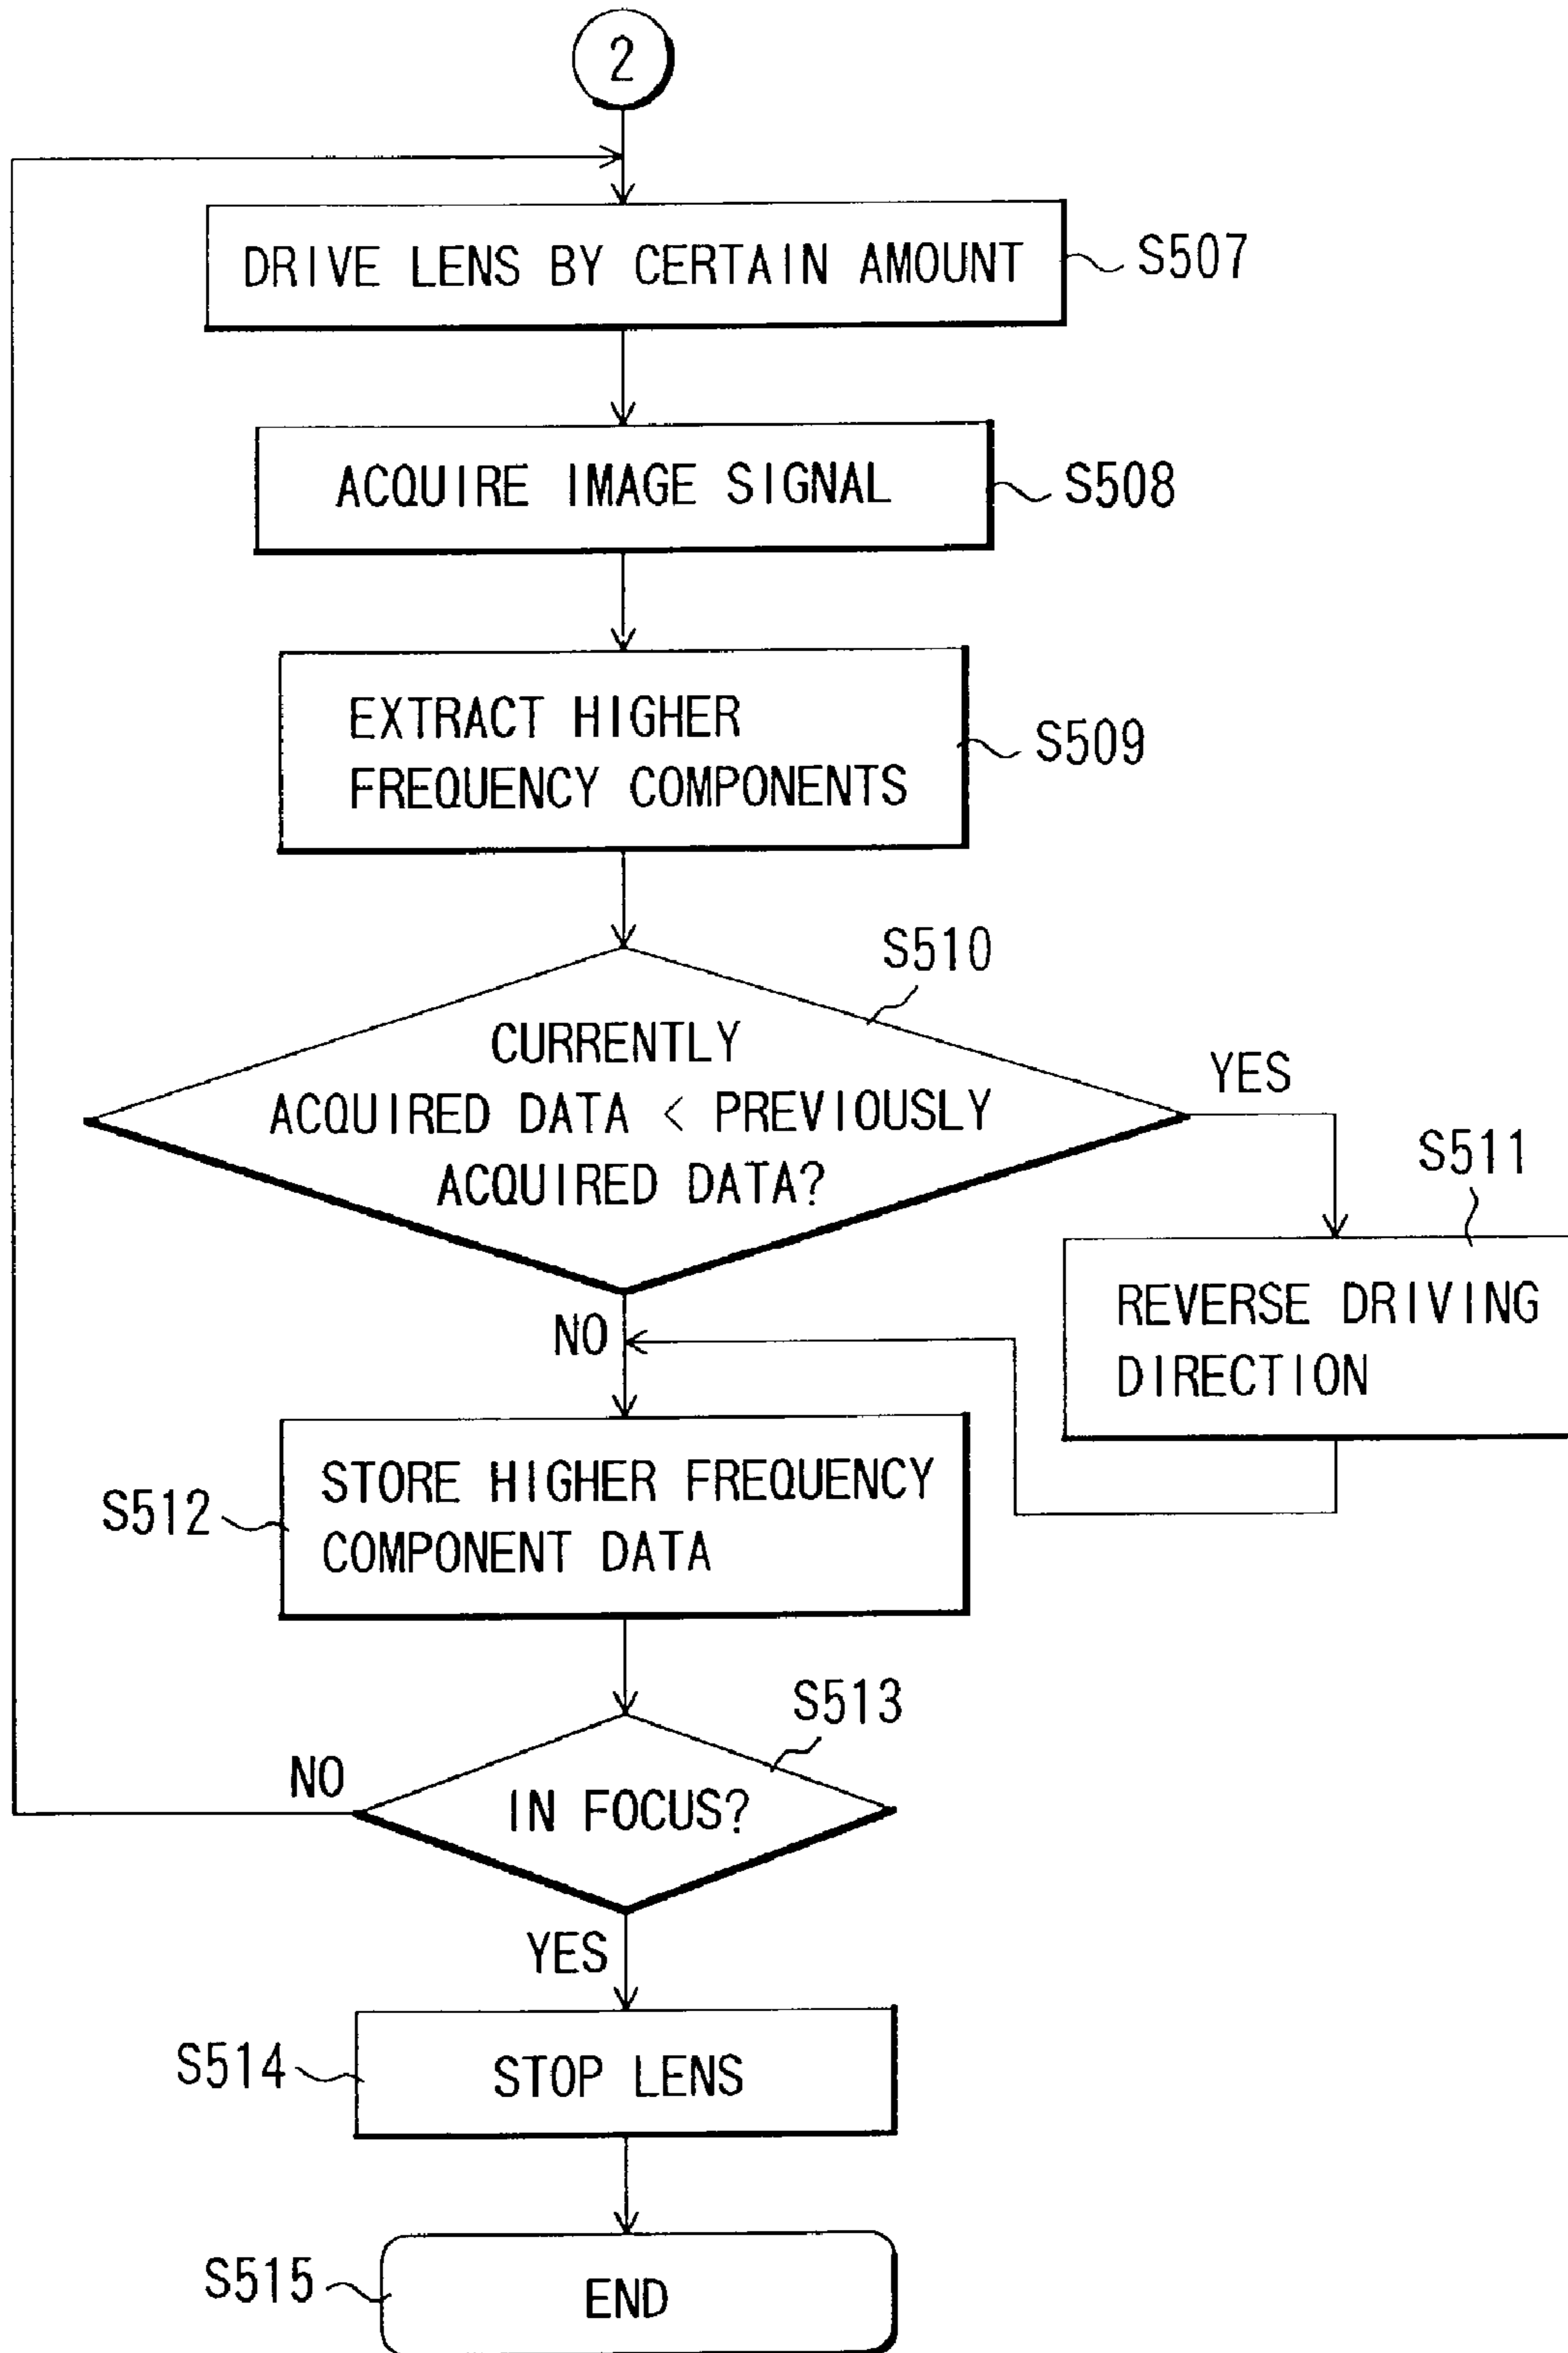 2
DRIVE LENS BY CERTAIN AMOUNT
S507
ACQUIRE IMAGE SIGNAL
S508
EXTRACT HIGHER
FREQUENCY COMPONENTS
S509
S510
CURRENTLY
ACQUIRED DATA < PREVIOUSLY
ACQUIRED DATA?
YES
S511
REVERSE DRIVING
DIRECTION
NO
S512
STORE HIGHER FREQUENCY
COMPONENT DATA
S513
NO
IN FOCUS?
YES
S514
STOP LENS
S515
END